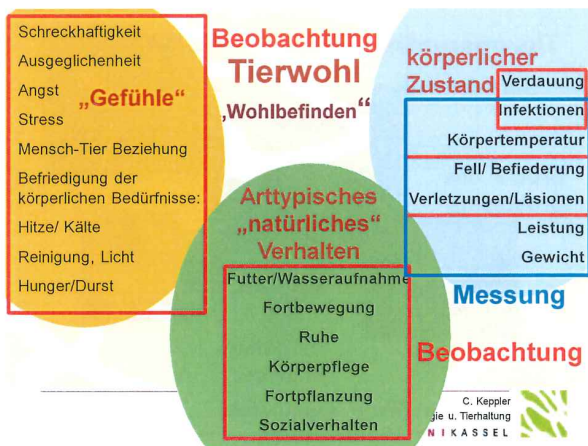 Schreckhaftigkeit
Ausgeglichenheit
Angst
„Gefühle“
Stress
Mensch-Tier Beziehung
Befriedigung der
körperlichen Bedürfnisse:
Hitze/ Kälte
Reinigung, Licht
Hunger/Durst
Beobachtung
Tierwohl
„Wohlbefinden“
körperlicher
Zustand
Verdauung
Infektionen
Körpertemperatur
Fell/ Befiederung
Verletzungen/Läsionen
Leistung
Gewicht
Messung
Arttypisches
„natürliches“
Verhalten
Futter/Wasseraufnahme
Fortbewegung
Ruhe
Körperpflege
Fortpflanzung
Sozialverhalten
Beobachtung
C. Keppler
gie u. Tierhaltung
N I K A S S E L